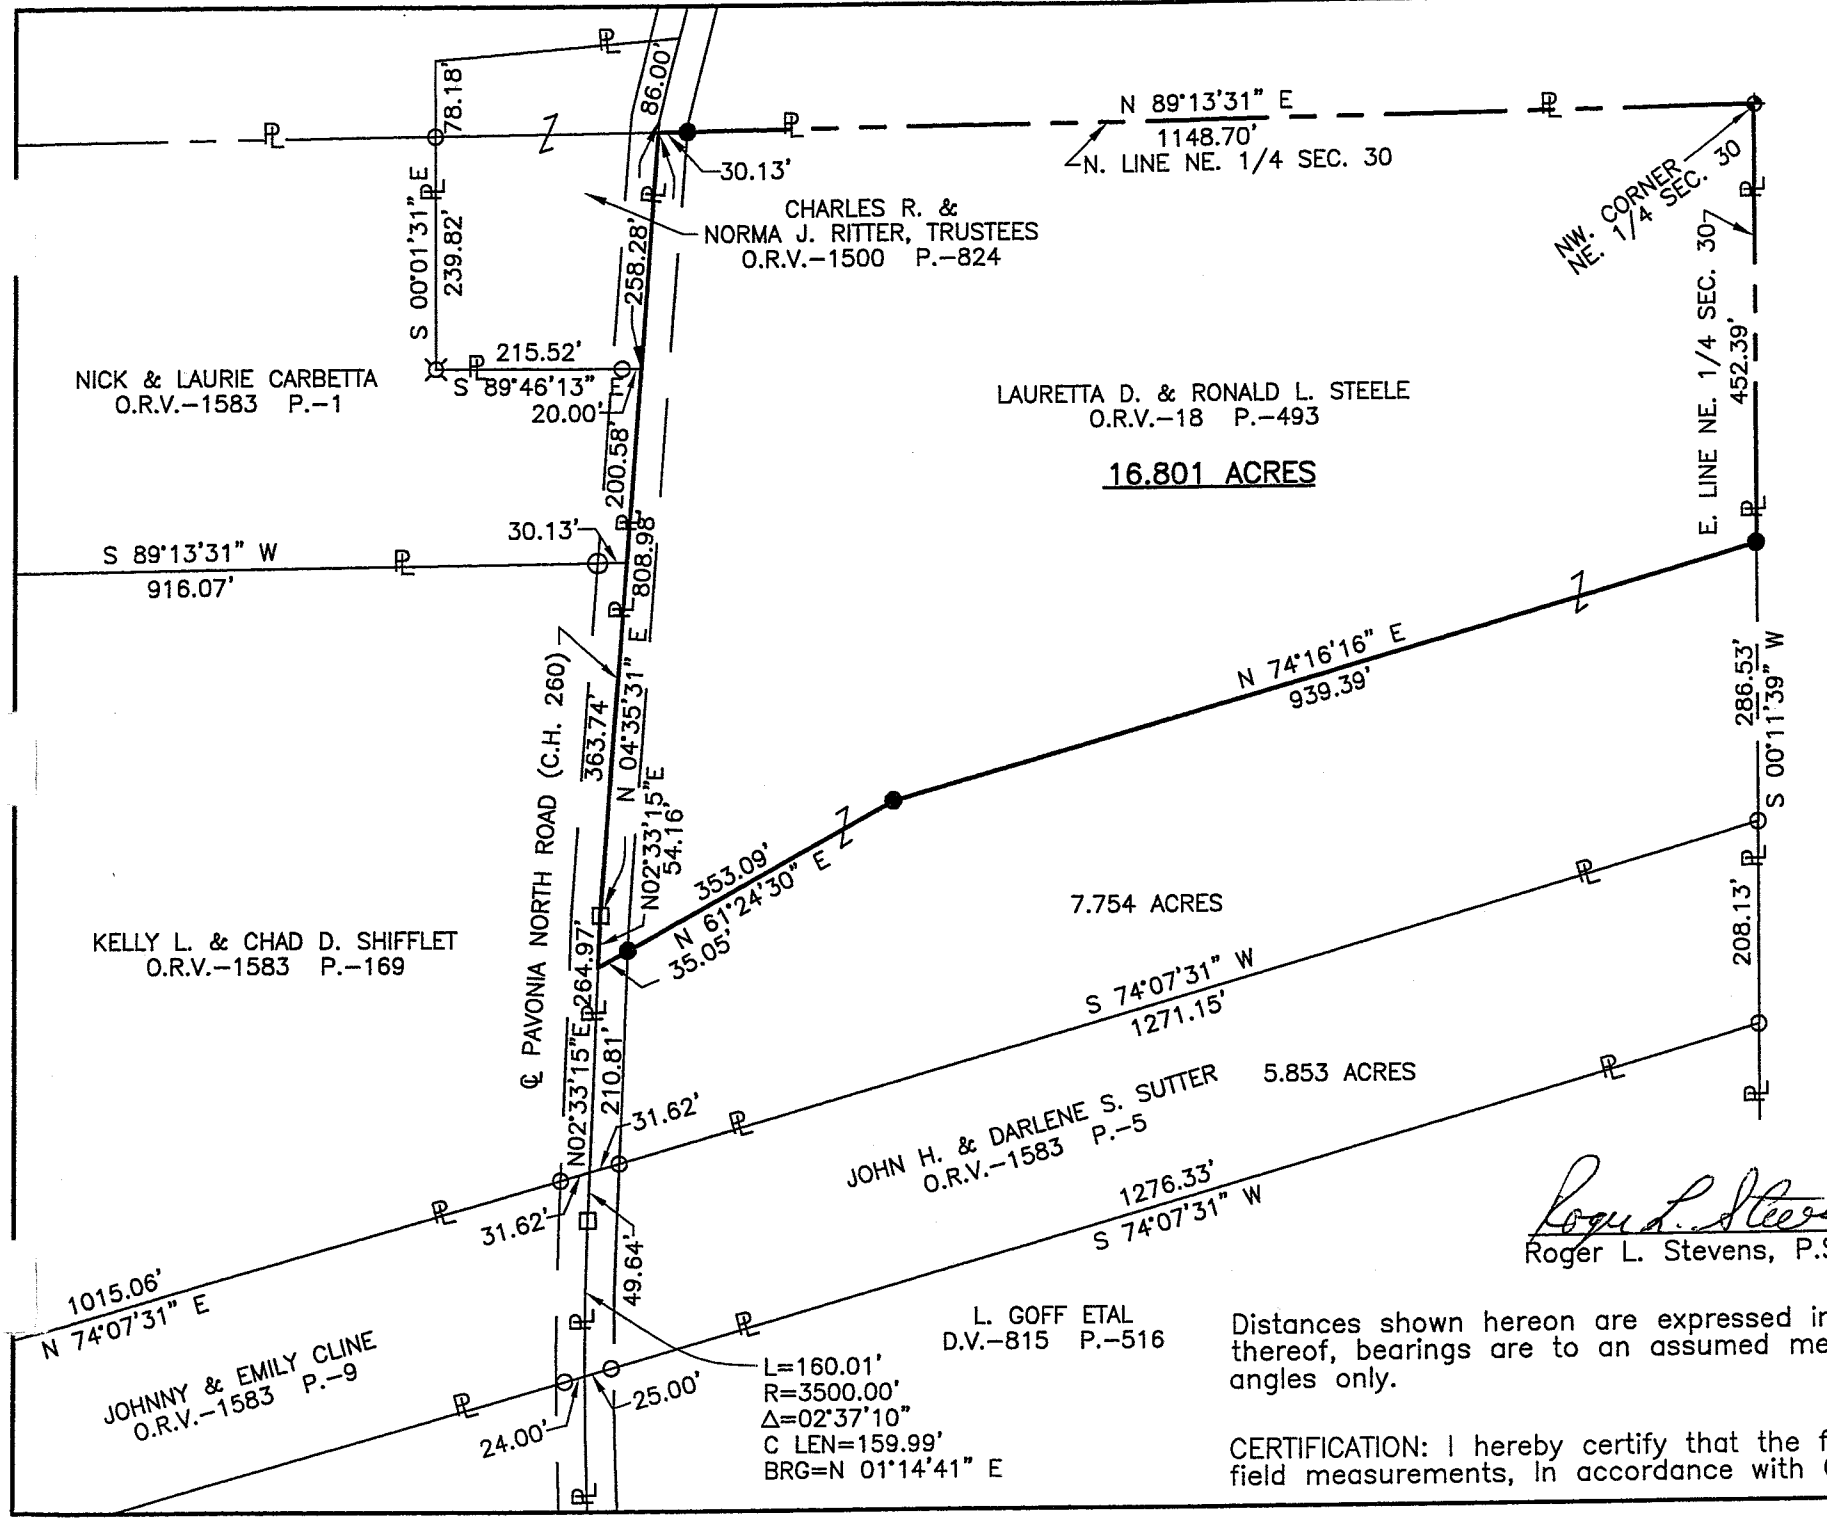 86.00'
78.18'
N 89°13'31" E
1148.70'
N. LINE NE. 1/4 SEC. 30
NW. CORNER
NE. 1/4 SEC. 30
30.13'
CHARLES R. &
NORMA J. RITTER, TRUSTEES
O.R.V.-1500 P.-824
S 00°01'31" E
239.82'
258.28'
E. LINE NE. 1/4 SEC. 30
452.39'
NICK & LAURIE CARBETTA
O.R.V.-1583 P.-1
215.52'
S 89°46'13" E
20.00'
200.58'
LAURETTA D. & RONALD L. STEELE
O.R.V.-18 P.-493
16.801 ACRES
30.13'
808.98'
S 89°13'31" W
916.07'
N 04°35'31" E
363.74'
℄ PAVONIA NORTH ROAD (C.H. 260)
N02°33'15"E
54.16'
N 74°16'16" E
939.39'
286.53'
S 00°11'39" W
353.09'
N 61°24'30" E
35.05'
7.754 ACRES
KELLY L. & CHAD D. SHIFFLET
O.R.V.-1583 P.-169
264.97'
N02°33'15"E
210.81'
208.13'
S 74°07'31" W
1271.15'
5.853 ACRES
31.62'
31.62'
JOHN H. & DARLENE S. SUTTER
O.R.V.-1583 P.-5
1276.33'
S 74°07'31" W
49.64'
1015.06'
N 74°07'31" E
JOHNNY & EMILY CLINE
O.R.V.-1583 P.-9
L. GOFF ETAL
D.V.-815 P.-516
24.00'
25.00'
L=160.01'
R=3500.00'
Δ=02°37'10"
C LEN=159.99'
BRG=N 01°14'41" E
Roger L. Steve
Roger L. Stevens, P.S
Distances shown hereon are expressed in
thereof, bearings are to an assumed me
angles only.
CERTIFICATION: I hereby certify that the f
field measurements, In accordance with